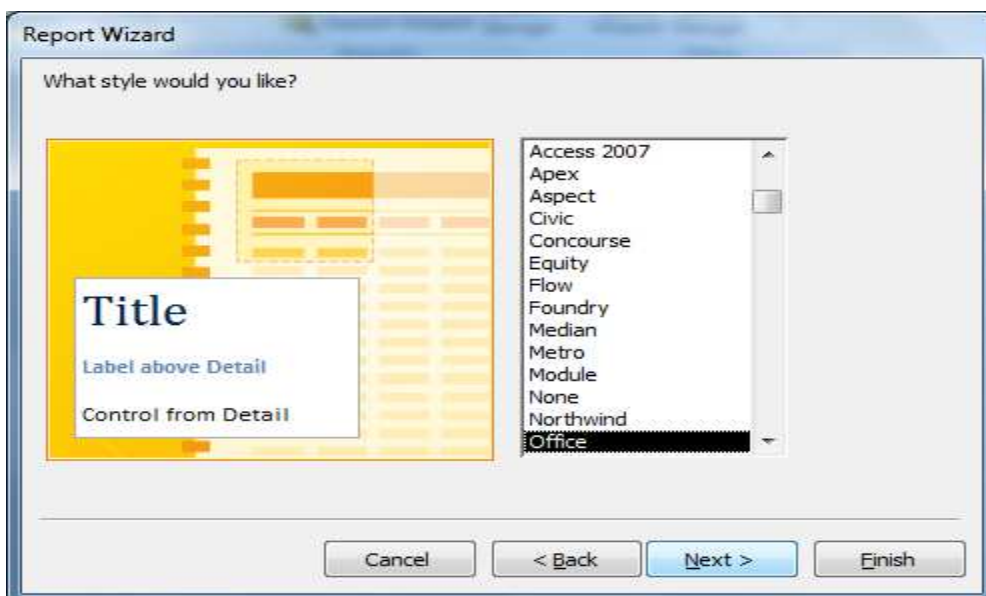 Report Wizard
What style would you like?
Title
Label above Detail
Control from Detail
Access 2007
Apex
Aspect
Civic
Concourse
Equity
Flow
Foundry
Median
Metro
Module
None
Northwind
Office
Cancel
< Back
Next >
Finish